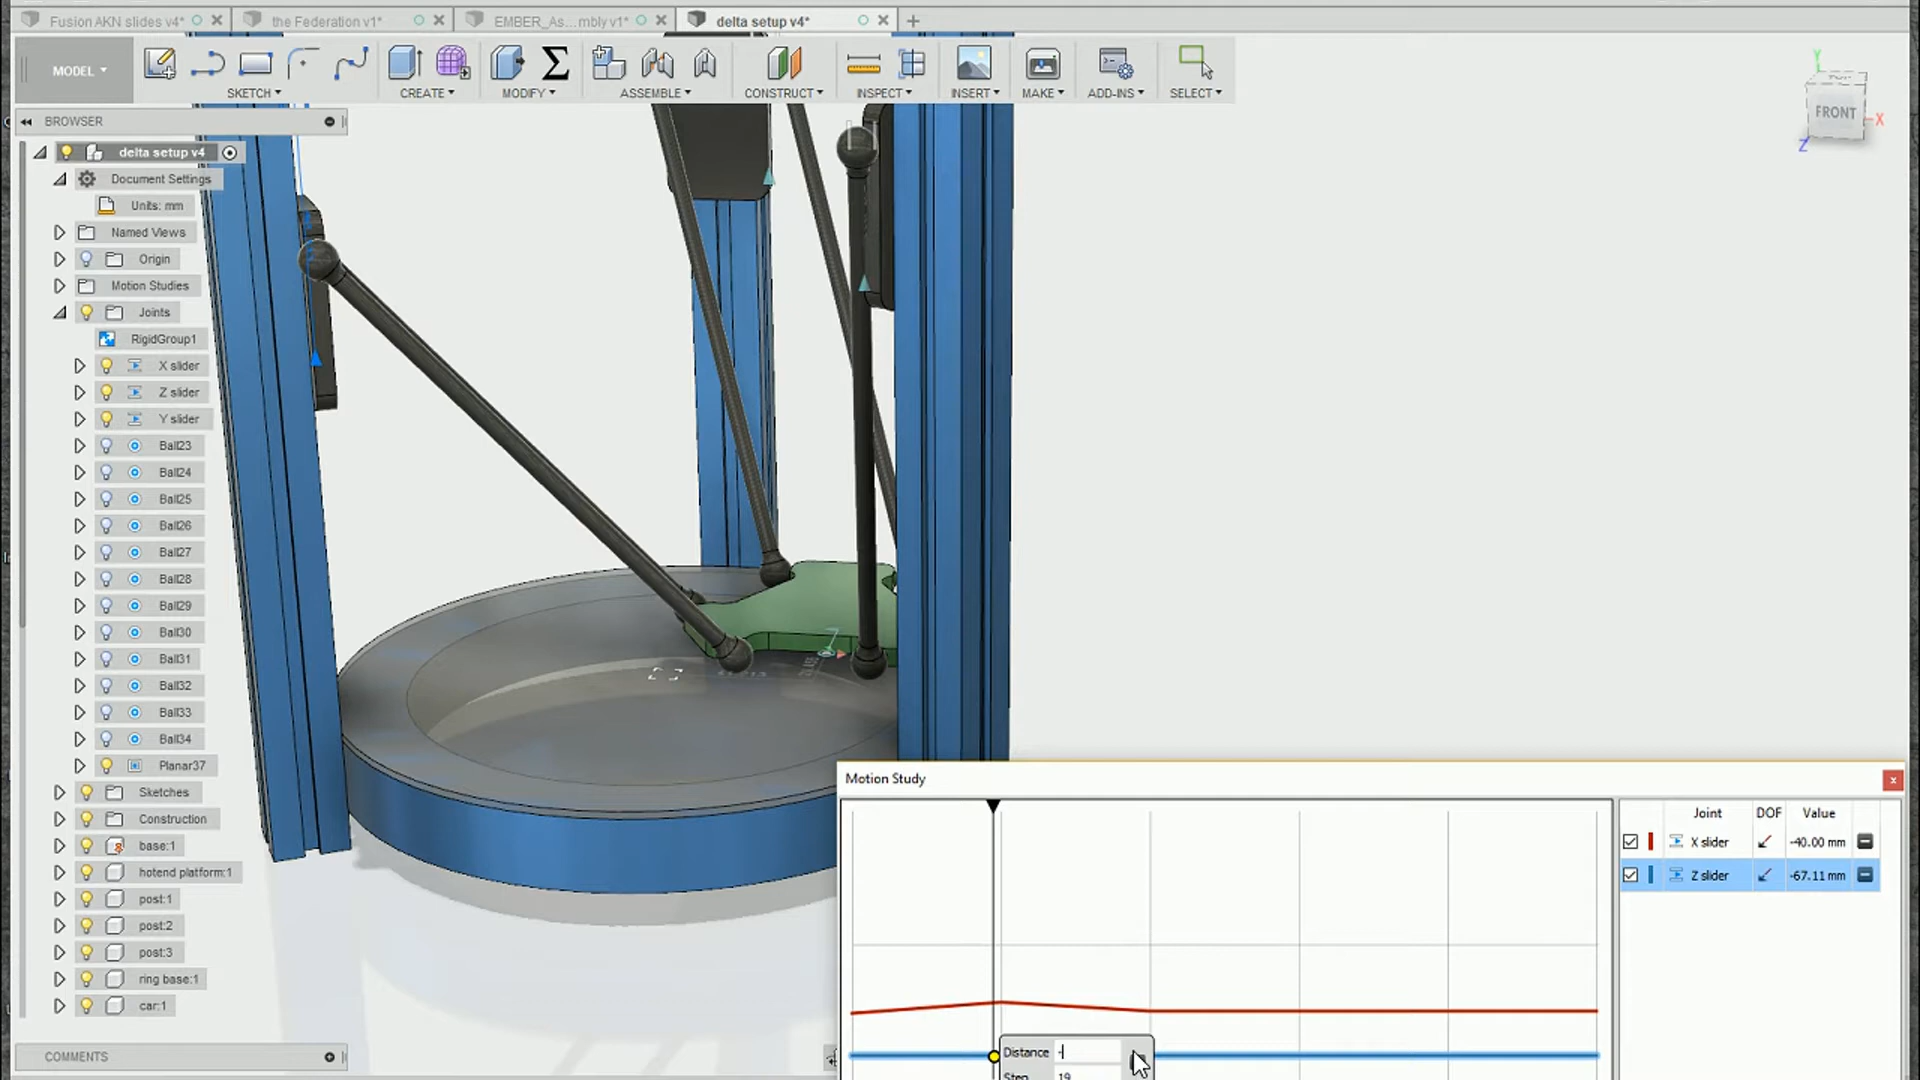 Fusion AKN slides v4*
the Federation v1*
EMBER_As...mbly v1*
delta setup v4*
MODEL
SKETCH
CREATE
MODIFY
ASSEMBLE
CONSTRUCT
INSPECT
INSERT
MAKE
ADD-INS
SELECT
Y
FRONT
X
Z
BROWSER
delta setup v4
Document Settings
Units: mm
Named Views
Origin
Motion Studies
Joints
RigidGroup1
X slider
Z slider
Y slider
Ball23
Ball24
Ball25
Ball26
Ball27
Ball28
Ball29
Ball30
Ball31
Ball32
Ball33
Ball34
Planar37
Sketches
Construction
base:1
hotend platform:1
post:1
post:2
post:3
ring base:1
car:1
COMMENTS
Motion Study
Joint DOF Value
X slider -40.00 mm
Z slider -67.11 mm
Distance -
Step 19